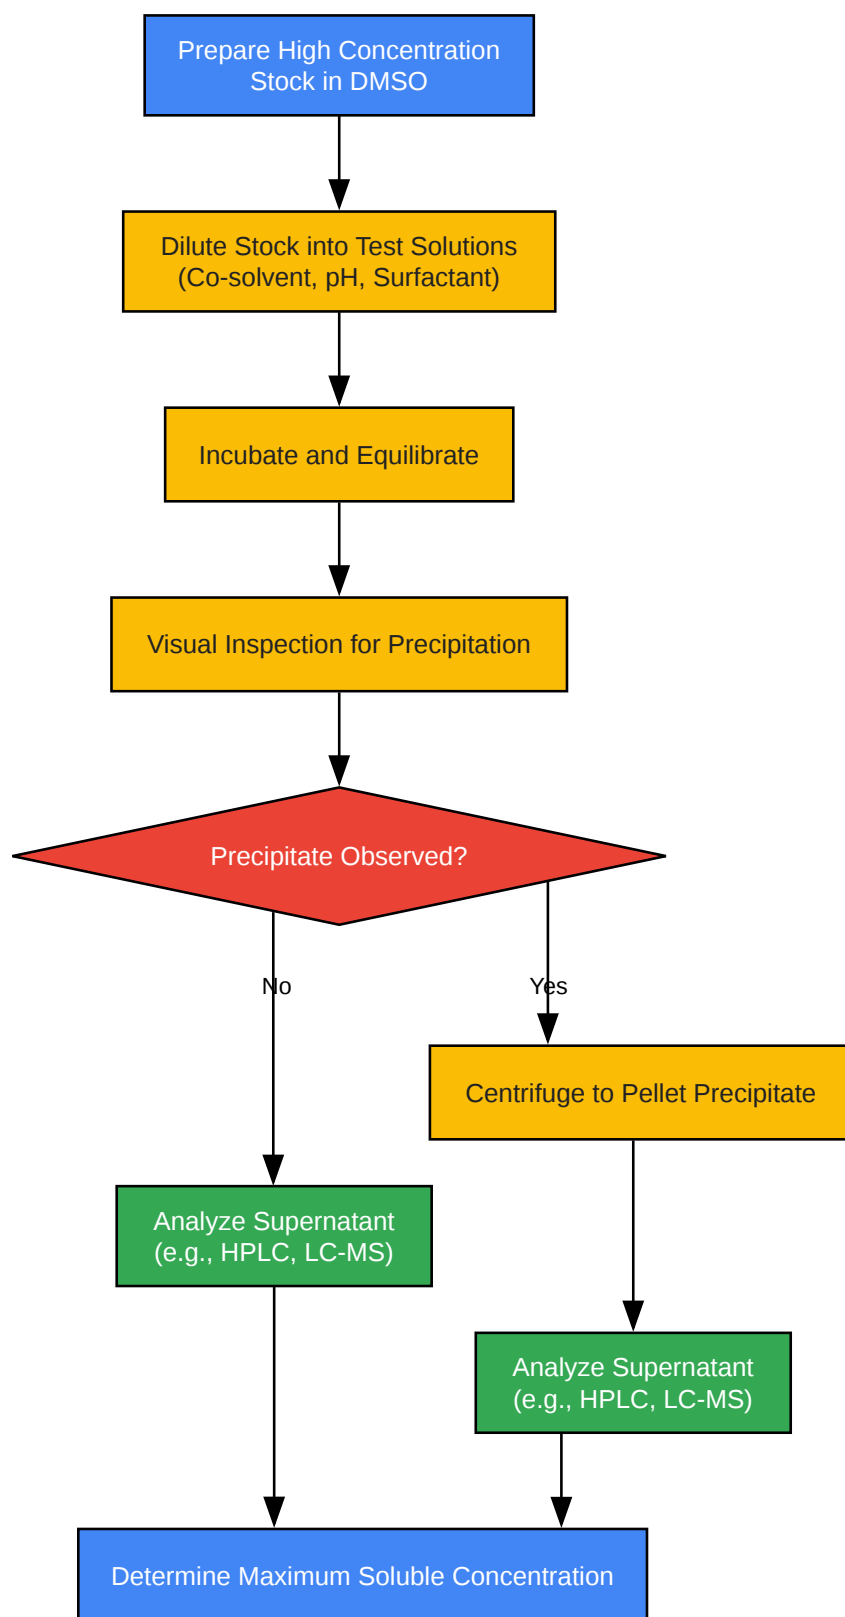 Prepare High Concentration
Stock in DMSO
Dilute Stock into Test Solutions
(Co-solvent, pH, Surfactant)
Incubate and Equilibrate
Visual Inspection for Precipitation
Precipitate Observed?
No
Yes
Centrifuge to Pellet Precipitate
Analyze Supernatant
(e.g., HPLC, LC-MS)
Analyze Supernatant
(e.g., HPLC, LC-MS)
Determine Maximum Soluble Concentration